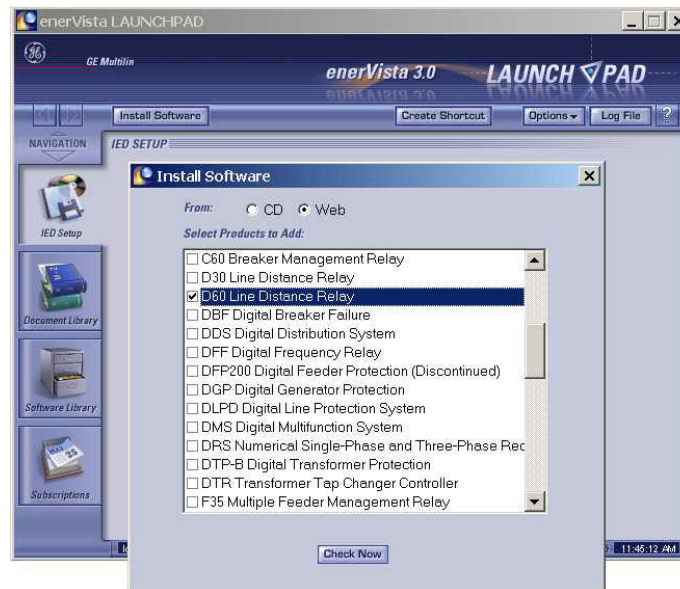 enerVista LAUNCHPAD
GE Multilin
enerVista 3.0
LAUNCH PAD
Install Software
Create Shortcut
Options
Log File
?
NAVIGATION
IED SETUP
IED Setup
Document Library
Software Library
Subscriptions
Install Software
From: CD Web
Select Products to Add:
C60 Breaker Management Relay
D30 Line Distance Relay
D60 Line Distance Relay
DBF Digital Breaker Failure
DDS Digital Distribution System
DFF Digital Frequency Relay
DFP200 Digital Feeder Protection (Discontinued)
DGP Digital Generator Protection
DLPD Digital Line Protection System
DMS Digital Multifunction System
DRS Numerical Single-Phase and Three-Phase Rec
DTP-B Digital Transformer Protection
DTR Transformer Tap Changer Controller
F35 Multiple Feeder Management Relay
Check Now
11:45:12 AM